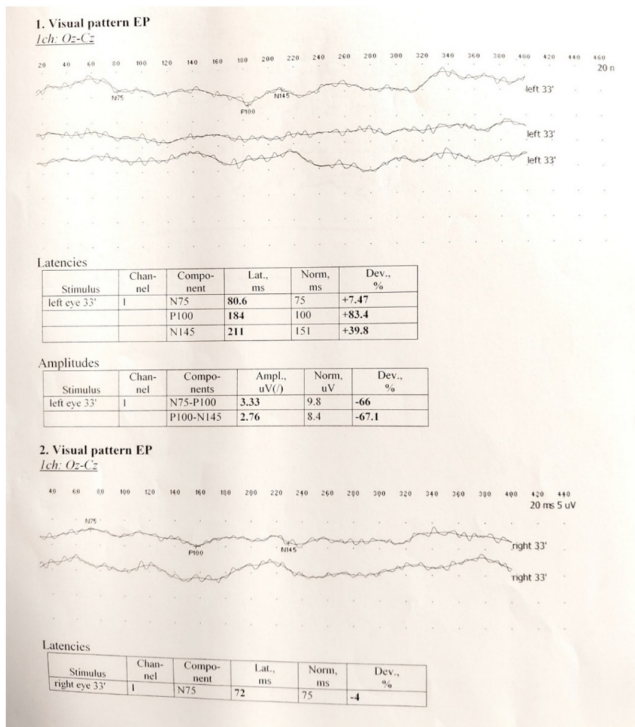 1. Visual pattern EP
1ch: Oz-Cz
20 40 60 80 100 120 140 160 180 200 220 240 260 280 300 320 340 360 380 400 420 440 460
20 n
N75 P100 N145 left 33'
left 33'
left 33'
Latencies
Stimulus Chan-nel Compo-nent Lat., ms Norm, ms Dev., %
left eye 33' 1 N75 80.6 75 +7.47
P100 184 100 +83.4
N145 211 151 +39.8
Amplitudes
Stimulus Chan-nel Compo-nents Ampl., uV(/) Norm, uV Dev., %
left eye 33' 1 N75-P100 3.33 9.8 -66
P100-N145 2.76 8.4 -67.1
2. Visual pattern EP
1ch: Oz-Cz
40 60 80 100 120 140 160 180 200 220 240 260 280 300 320 340 360 380 400 420 440
20 ms 5 uV
N75 P100 N145 right 33'
right 33'
Latencies
Stimulus Chan-nel Compo-nent Lat., ms Norm, ms Dev., %
right eye 33' 1 N75 72 75 -4